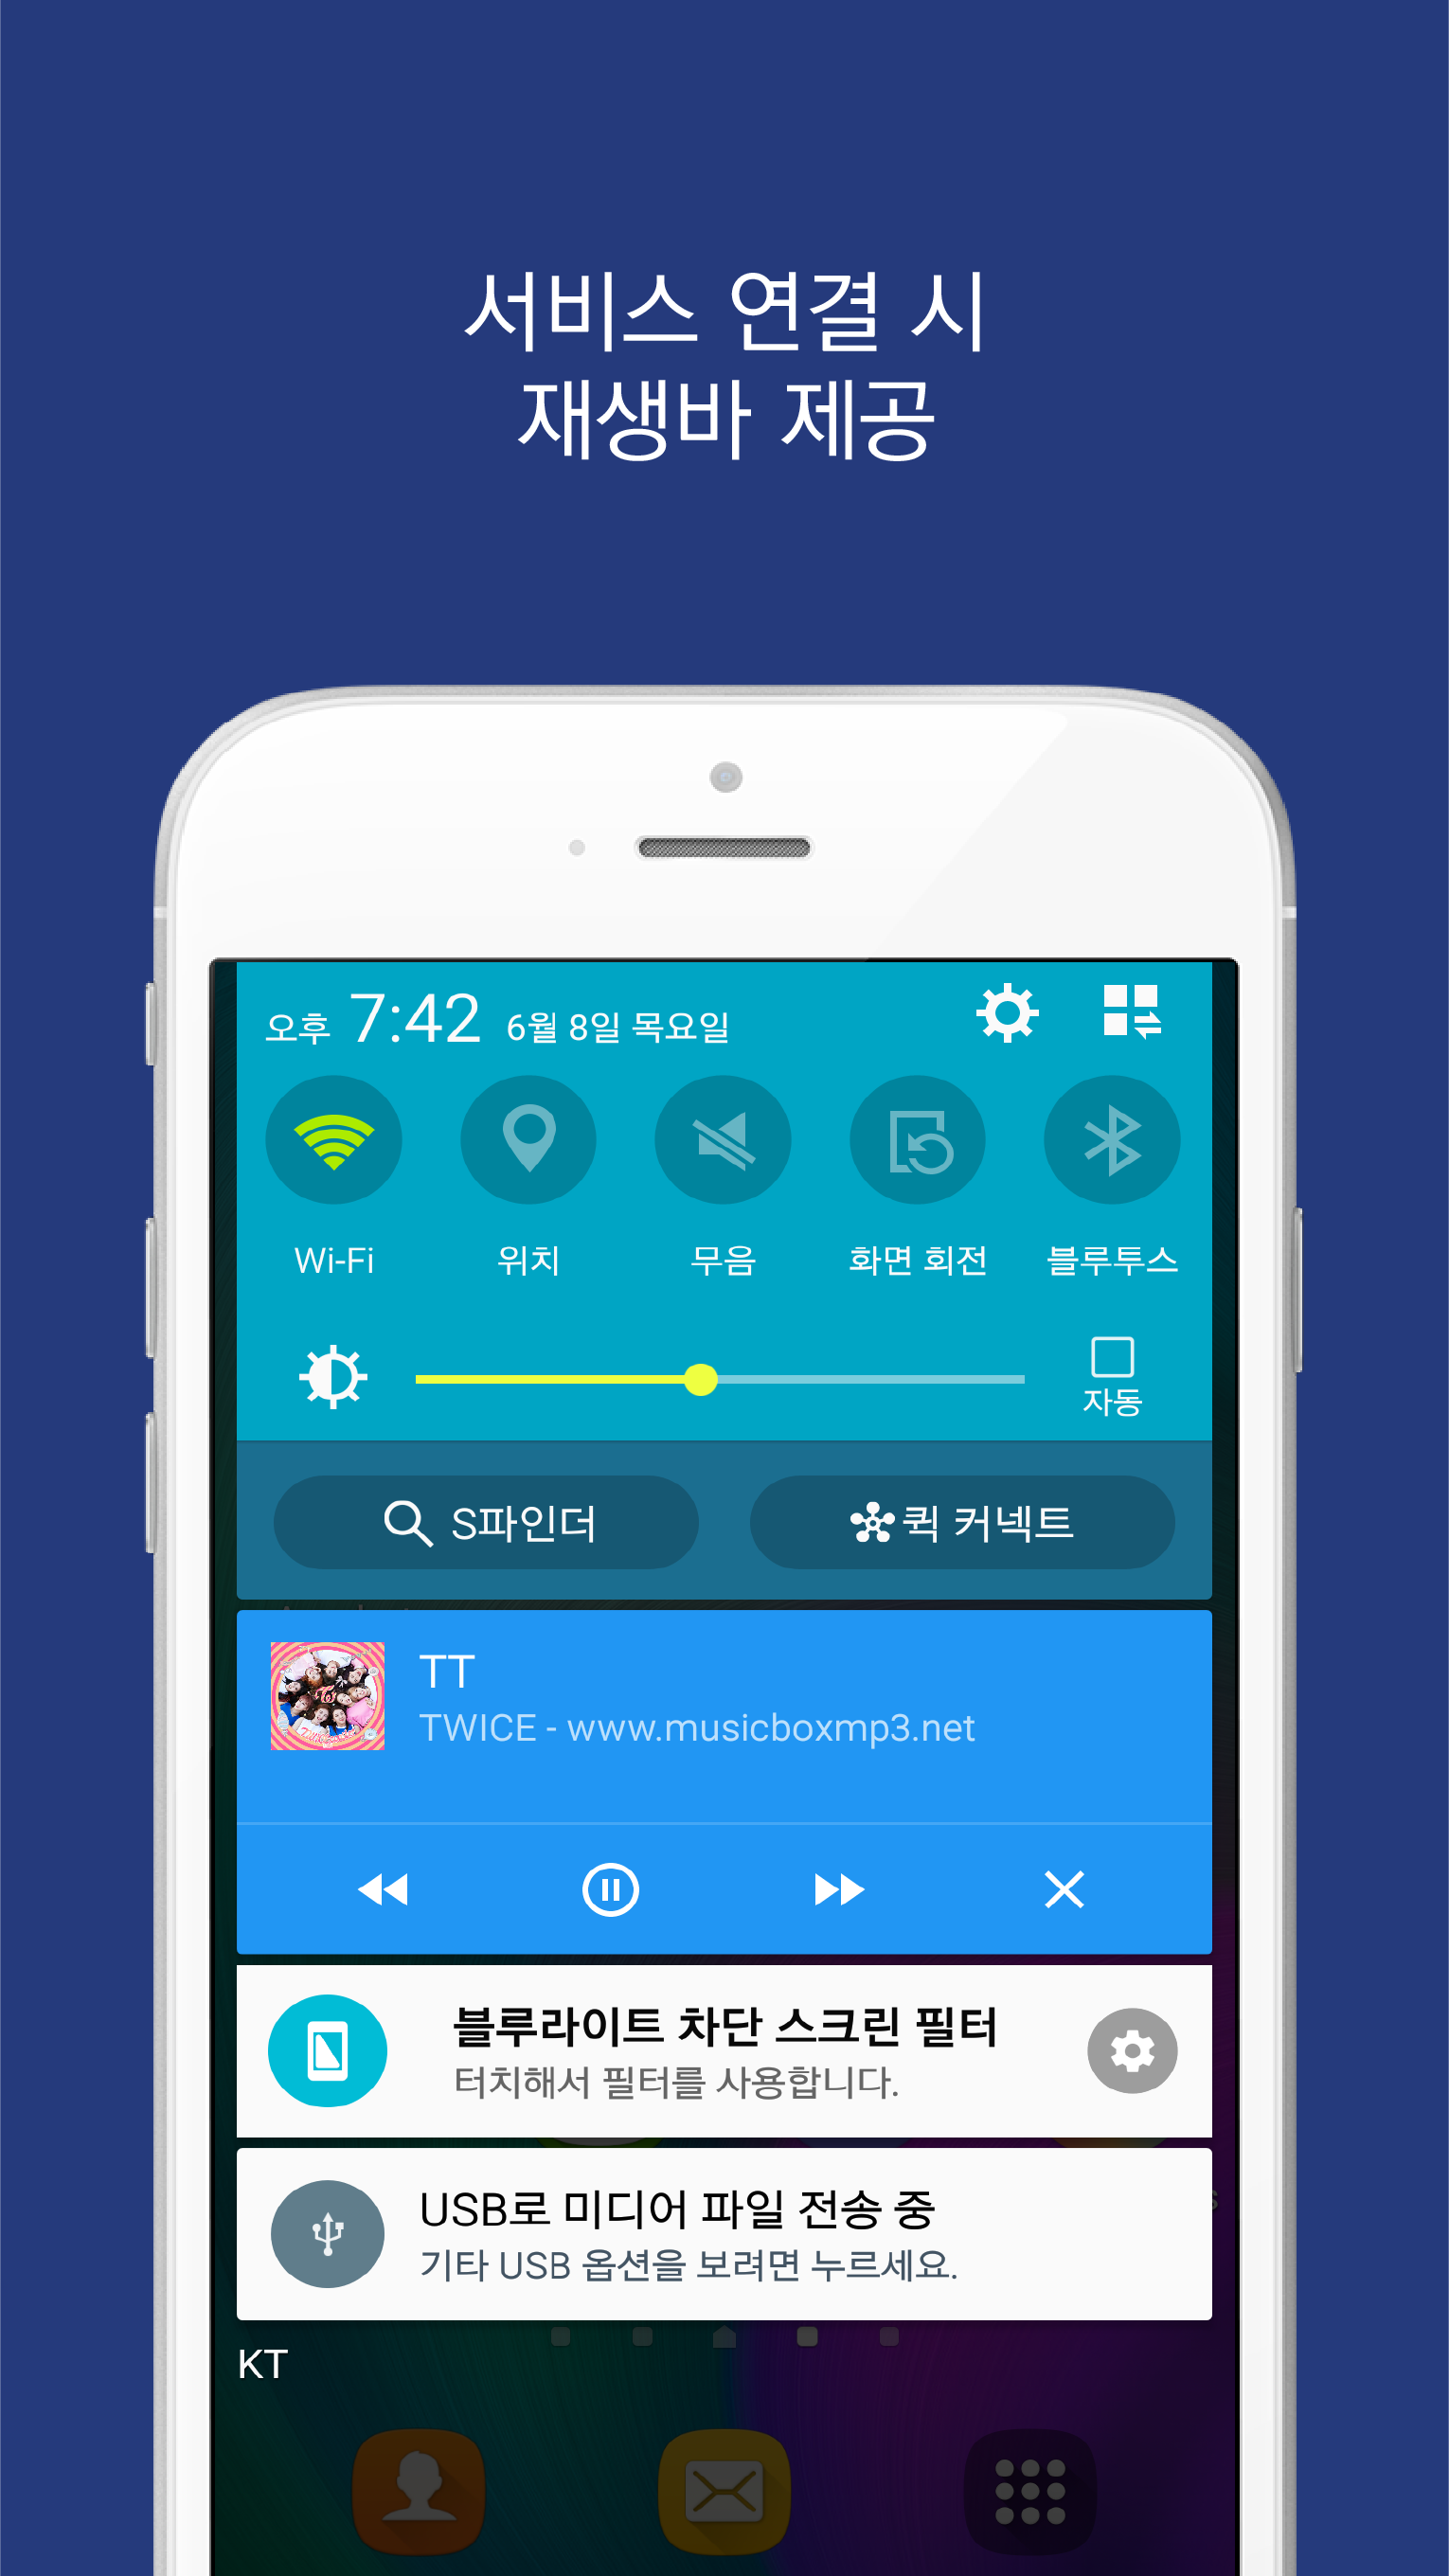 서비스 연결 시
재생바 제공
오후 7:42 6월 8일 목요일
Wi-Fi 위치 무음 화면 회전 블루투스
자동
S파인더 퀵 커넥트
TT
TWICE - www.musicboxmp3.net
블루라이트 차단 스크린 필터
터치해서 필터를 사용합니다.
USB로 미디어 파일 전송 중
기타 USB 옵션을 보려면 누르세요.
KT